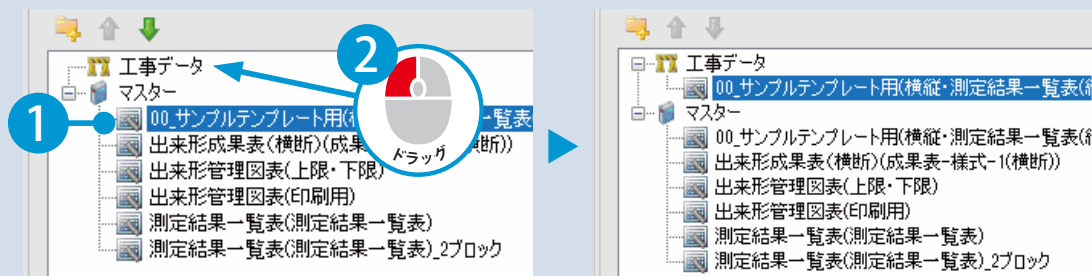 工事データ
マスター
1
00_サンプルテンプレート用(横
一覧表
出来形成果表(横断)(成果
横断))
出来形管理図表(上限・下限)
出来形管理図表(印刷用)
測定結果一覧表(測定結果一覧表)
測定結果一覧表(測定結果一覧表)_2ブロック
2
ドラッグ
工事データ
00_サンプルテンプレート用(横縦・測定結果一覧表(縦
マスター
00_サンプルテンプレート用(横縦・測定結果一覧表(縦
出来形成果表(横断)(成果表-様式-1(横断))
出来形管理図表(上限・下限)
出来形管理図表(印刷用)
測定結果一覧表(測定結果一覧表)
測定結果一覧表(測定結果一覧表)_2ブロック